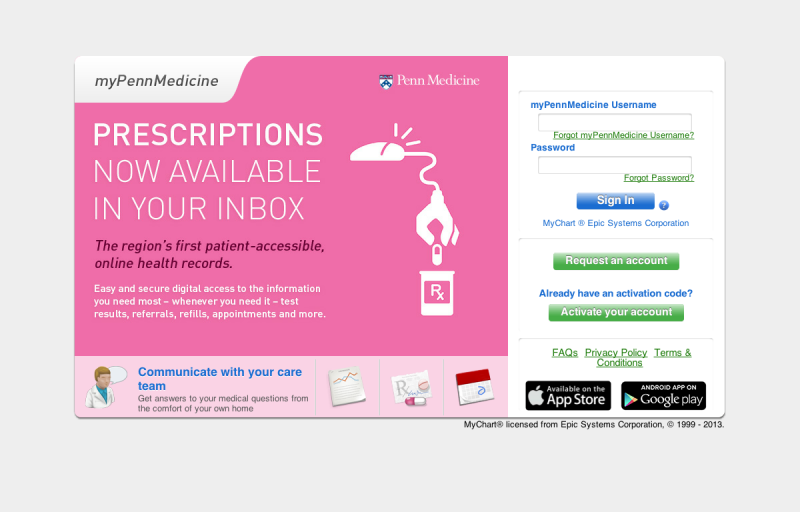 myPennMedicine
Penn Medicine
PRESCRIPTIONS
NOW AVAILABLE
IN YOUR INBOX
The region's first patient-accessible,
online health records.
Easy and secure digital access to the information
you need most – whenever you need it – test
results, referrals, refills, appointments and more.
Rx
Communicate with your care
team
Get answers to your medical questions from
the comfort of your own home
Rx
myPennMedicine Username
Forgot myPennMedicine Username?
Password
Forgot Password?
Sign In
?
MyChart ® Epic Systems Corporation
Request an account
Already have an activation code?
Activate your account
FAQs Privacy Policy Terms &
Conditions
Available on the
App Store
ANDROID APP ON
Google play
MyChart® licensed from Epic Systems Corporation, © 1999 - 2013.